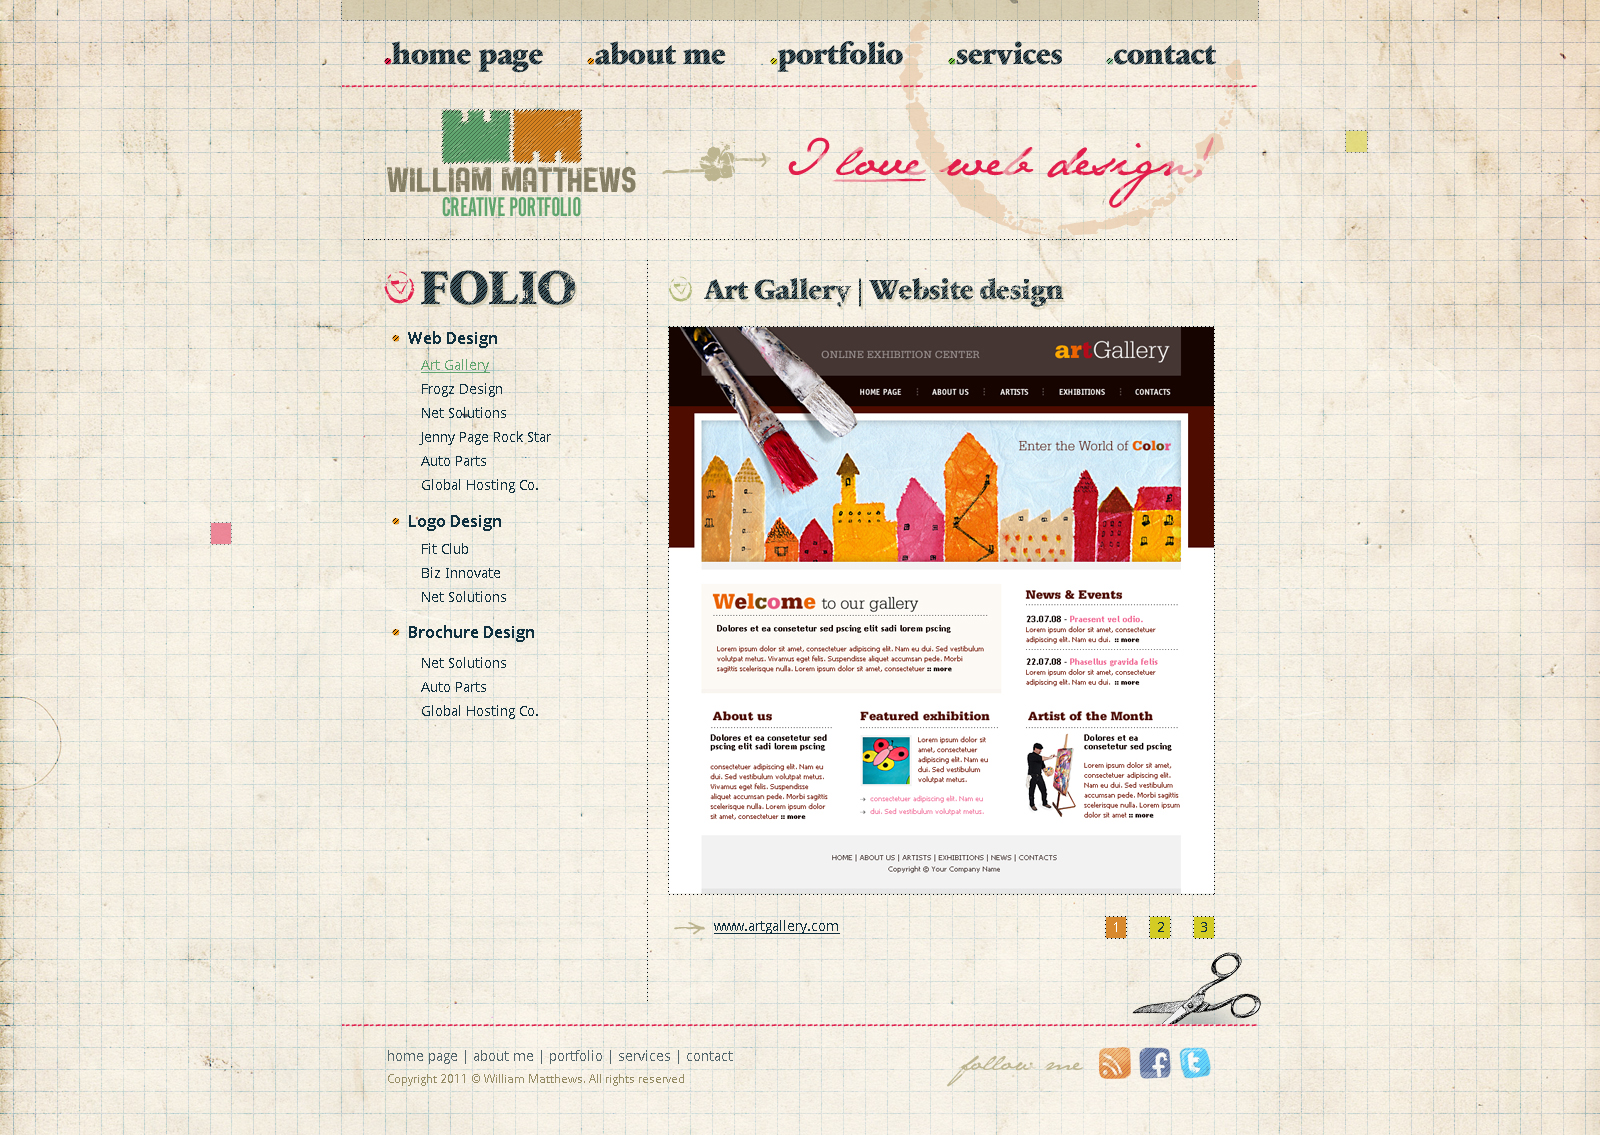 home page about me portfolio services contact
WILLIAM MATTHEWS
CREATIVE PORTFOLIO
I love web design!
FOLIO
Web Design
Art Gallery
Frogz Design
Net Solutions
Jenny Page Rock Star
Auto Parts
Global Hosting Co.
Logo Design
Fit Club
Biz Innovate
Net Solutions
Brochure Design
Net Solutions
Auto Parts
Global Hosting Co.
Art Gallery | Website design
ONLINE EXHIBITION CENTER
artGallery
HOME PAGE ABOUT US ARTISTS EXHIBITIONS CONTACTS
Enter the World of Color
Welcome to our gallery
Dolores et ea consetetur sed pscing elit sadi lorem pscing
Lorem ipsum dolor sit amet, consectetuer adipiscing elit. Nam eu dui. Sed vestibulum
volutpat metus. Vivamus eget felis. Suspendisse aliquet accumsan pede. Morbi
sagittis scelerisque nulla. Lorem ipsum dolor sit amet, consectetuer :: more
News & Events
23.07.08 - Praesent vel odio.
Lorem ipsum dolor sit amet, consectetuer
adipiscing elit. Nam eu dui. :: more
22.07.08 - Phasellus gravida felis
Lorem ipsum dolor sit amet, consectetuer
adipiscing elit. Nam eu dui. :: more
About us
Dolores et ea consetetur sed
pscing elit sadi lorem pscing
consectetuer adipiscing elit. Nam eu
dui. Sed vestibulum volutpat metus.
Vivamus eget felis. Suspendisse
aliquet accumsan pede. Morbi sagittis
scelerisque nulla. Lorem ipsum dolor
sit amet, consectetuer :: more
Featured exhibition
Lorem ipsum dolor sit
amet, consectetuer
adipiscing elit. Nam eu
dui. Sed vestibulum
volutpat metus.
consectetuer adipiscing elit. Nam eu
dui. Sed vestibulum volutpat metus.
Artist of the Month
Dolores et ea
consetetur sed pscing
Lorem ipsum dolor sit amet,
consectetuer adipiscing elit.
Nam eu dui. Sed vestibulum
accumsan pede. Morbi sagittis
scelerisque nulla. Lorem ipsum
dolor sit amet :: more
HOME | ABOUT US | ARTISTS | EXHIBITIONS | NEWS | CONTACTS
Copyright © Your Company Name
www.artgallery.com
1 2 3
home page | about me | portfolio | services | contact
Copyright 2011 © William Matthews. All rights reserved
follow me